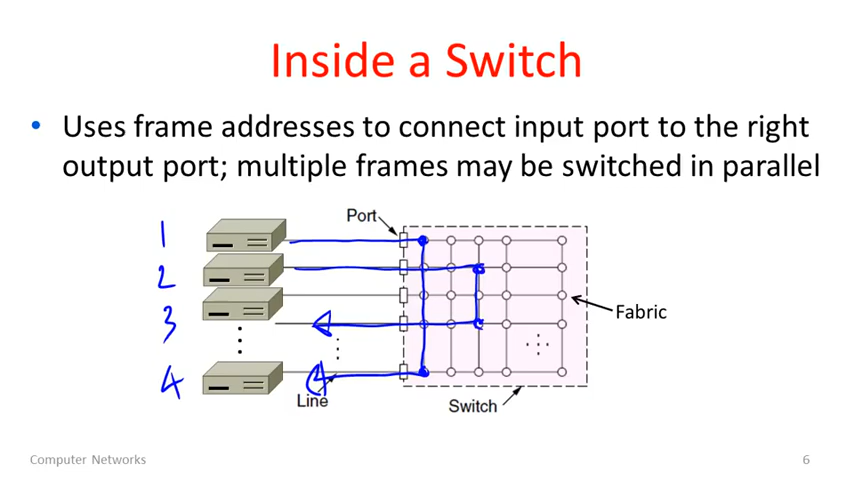 Inside a Switch
• Uses frame addresses to connect input port to the right
output port; multiple frames may be switched in parallel
Port
1
2
3
4
Fabric
Line
Switch
Computer Networks
6